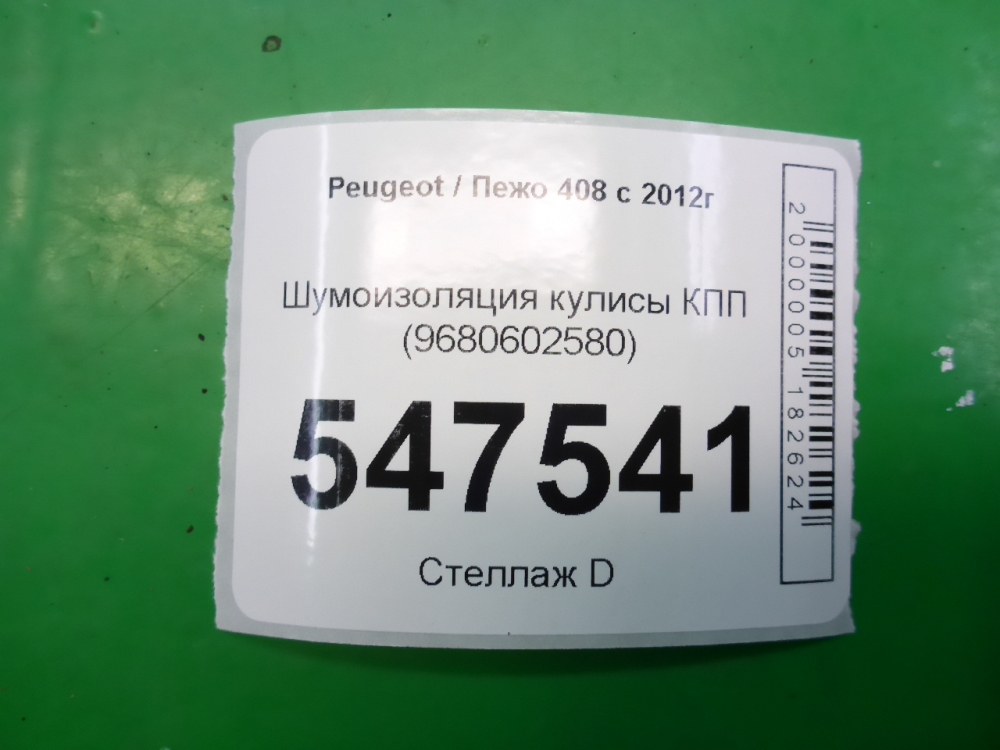 Peugeot / Пежо 408 с 2012г
Шумоизоляция кулисы КПП
(9680602580)
547541
Стеллаж D
2000005182624